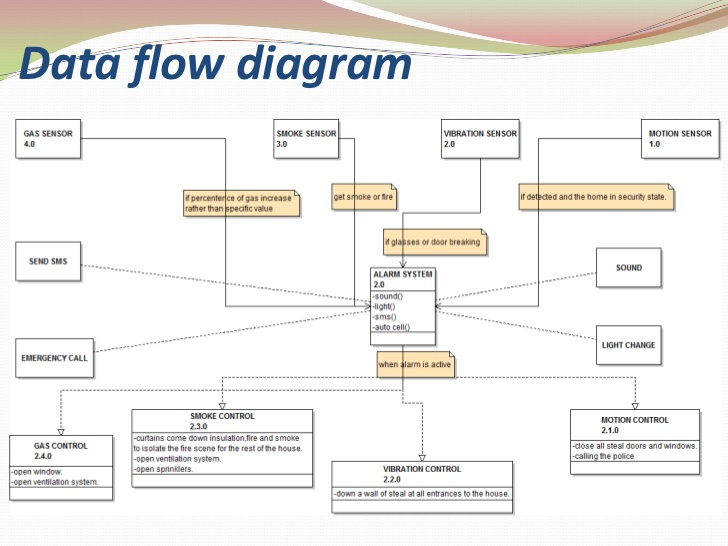 Data flow diagram
GAS SENSOR
4.0
SMOKE SENSOR
3.0
VIBRATION SENSOR
2.0
MOTION SENSOR
1.0
if percentence of gas increase
rather than specific value
get smoke or fire
if detected and the home in security state.
if glasses or door breaking
SEND SMS
ALARM SYSTEM
2.0
-sound()
-light()
-sms()
-auto cell()
SOUND
EMERGENCY CALL
LIGHT CHANGE
when alarm is active
GAS CONTROL
2.4.0
-open window.
-open ventilation system.
SMOKE CONTROL
2.3.0
-curtains come down insulation,fire and smoke
to isolate the fire scene for the rest of the house.
-open ventilation system.
-open sprinklers.
VIBRATION CONTROL
2.2.0
-down a wall of steal at all entrances to the house.
MOTION CONTROL
2.1.0
-close all steal doors and windows.
-calling the police